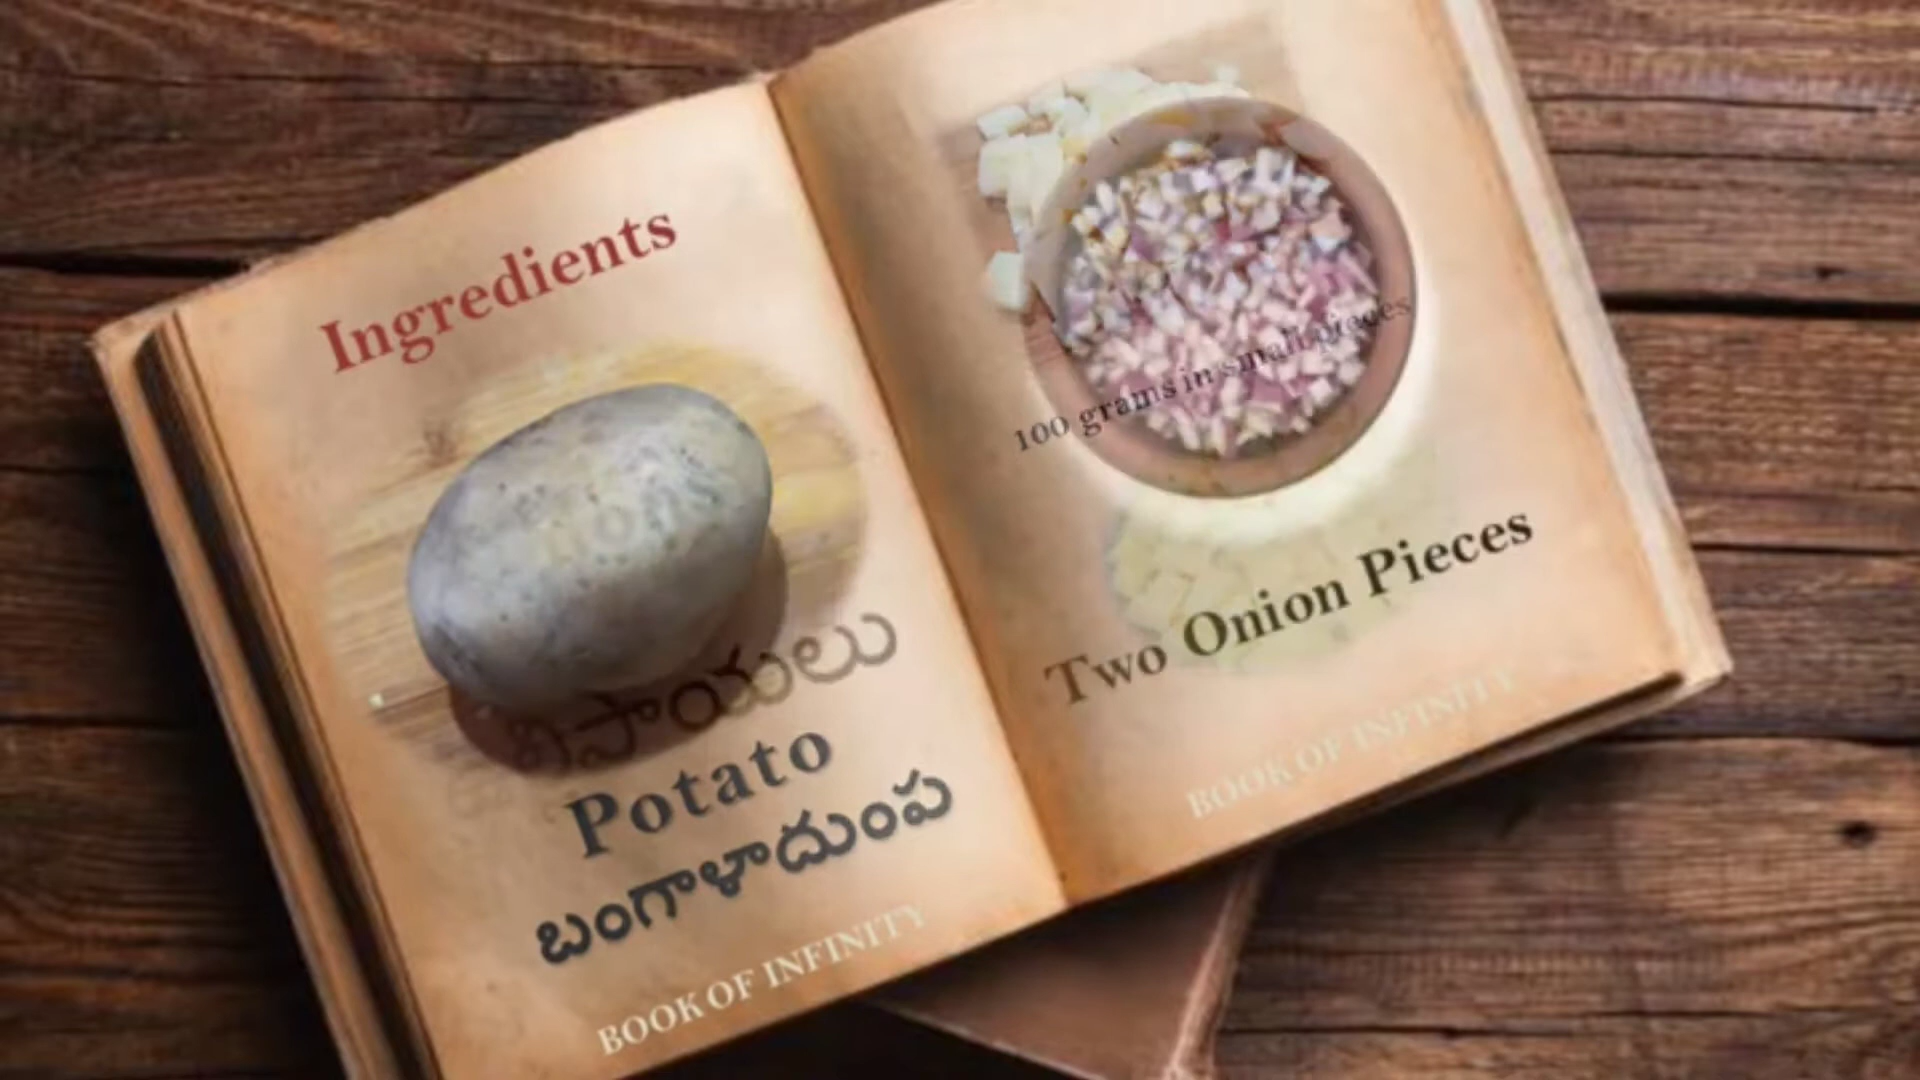 Ingredients
Potato
బంగాళాదుంప
BOOK OF INFINITY
100 grams in small pieces
Two Onion Pieces
BOOK OF INFINITY